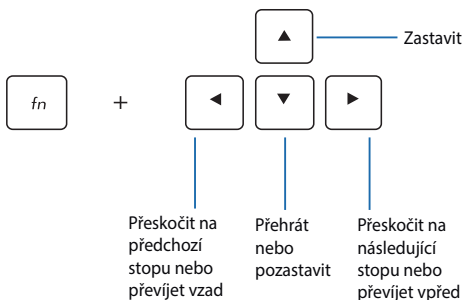 Zastavit
fn +
Přeskočit na
předchozí
stopu nebo
převíjet vzad
Přehrát
nebo
pozastavit
Přeskočit na
následující
stopu nebo
převíjet vpřed